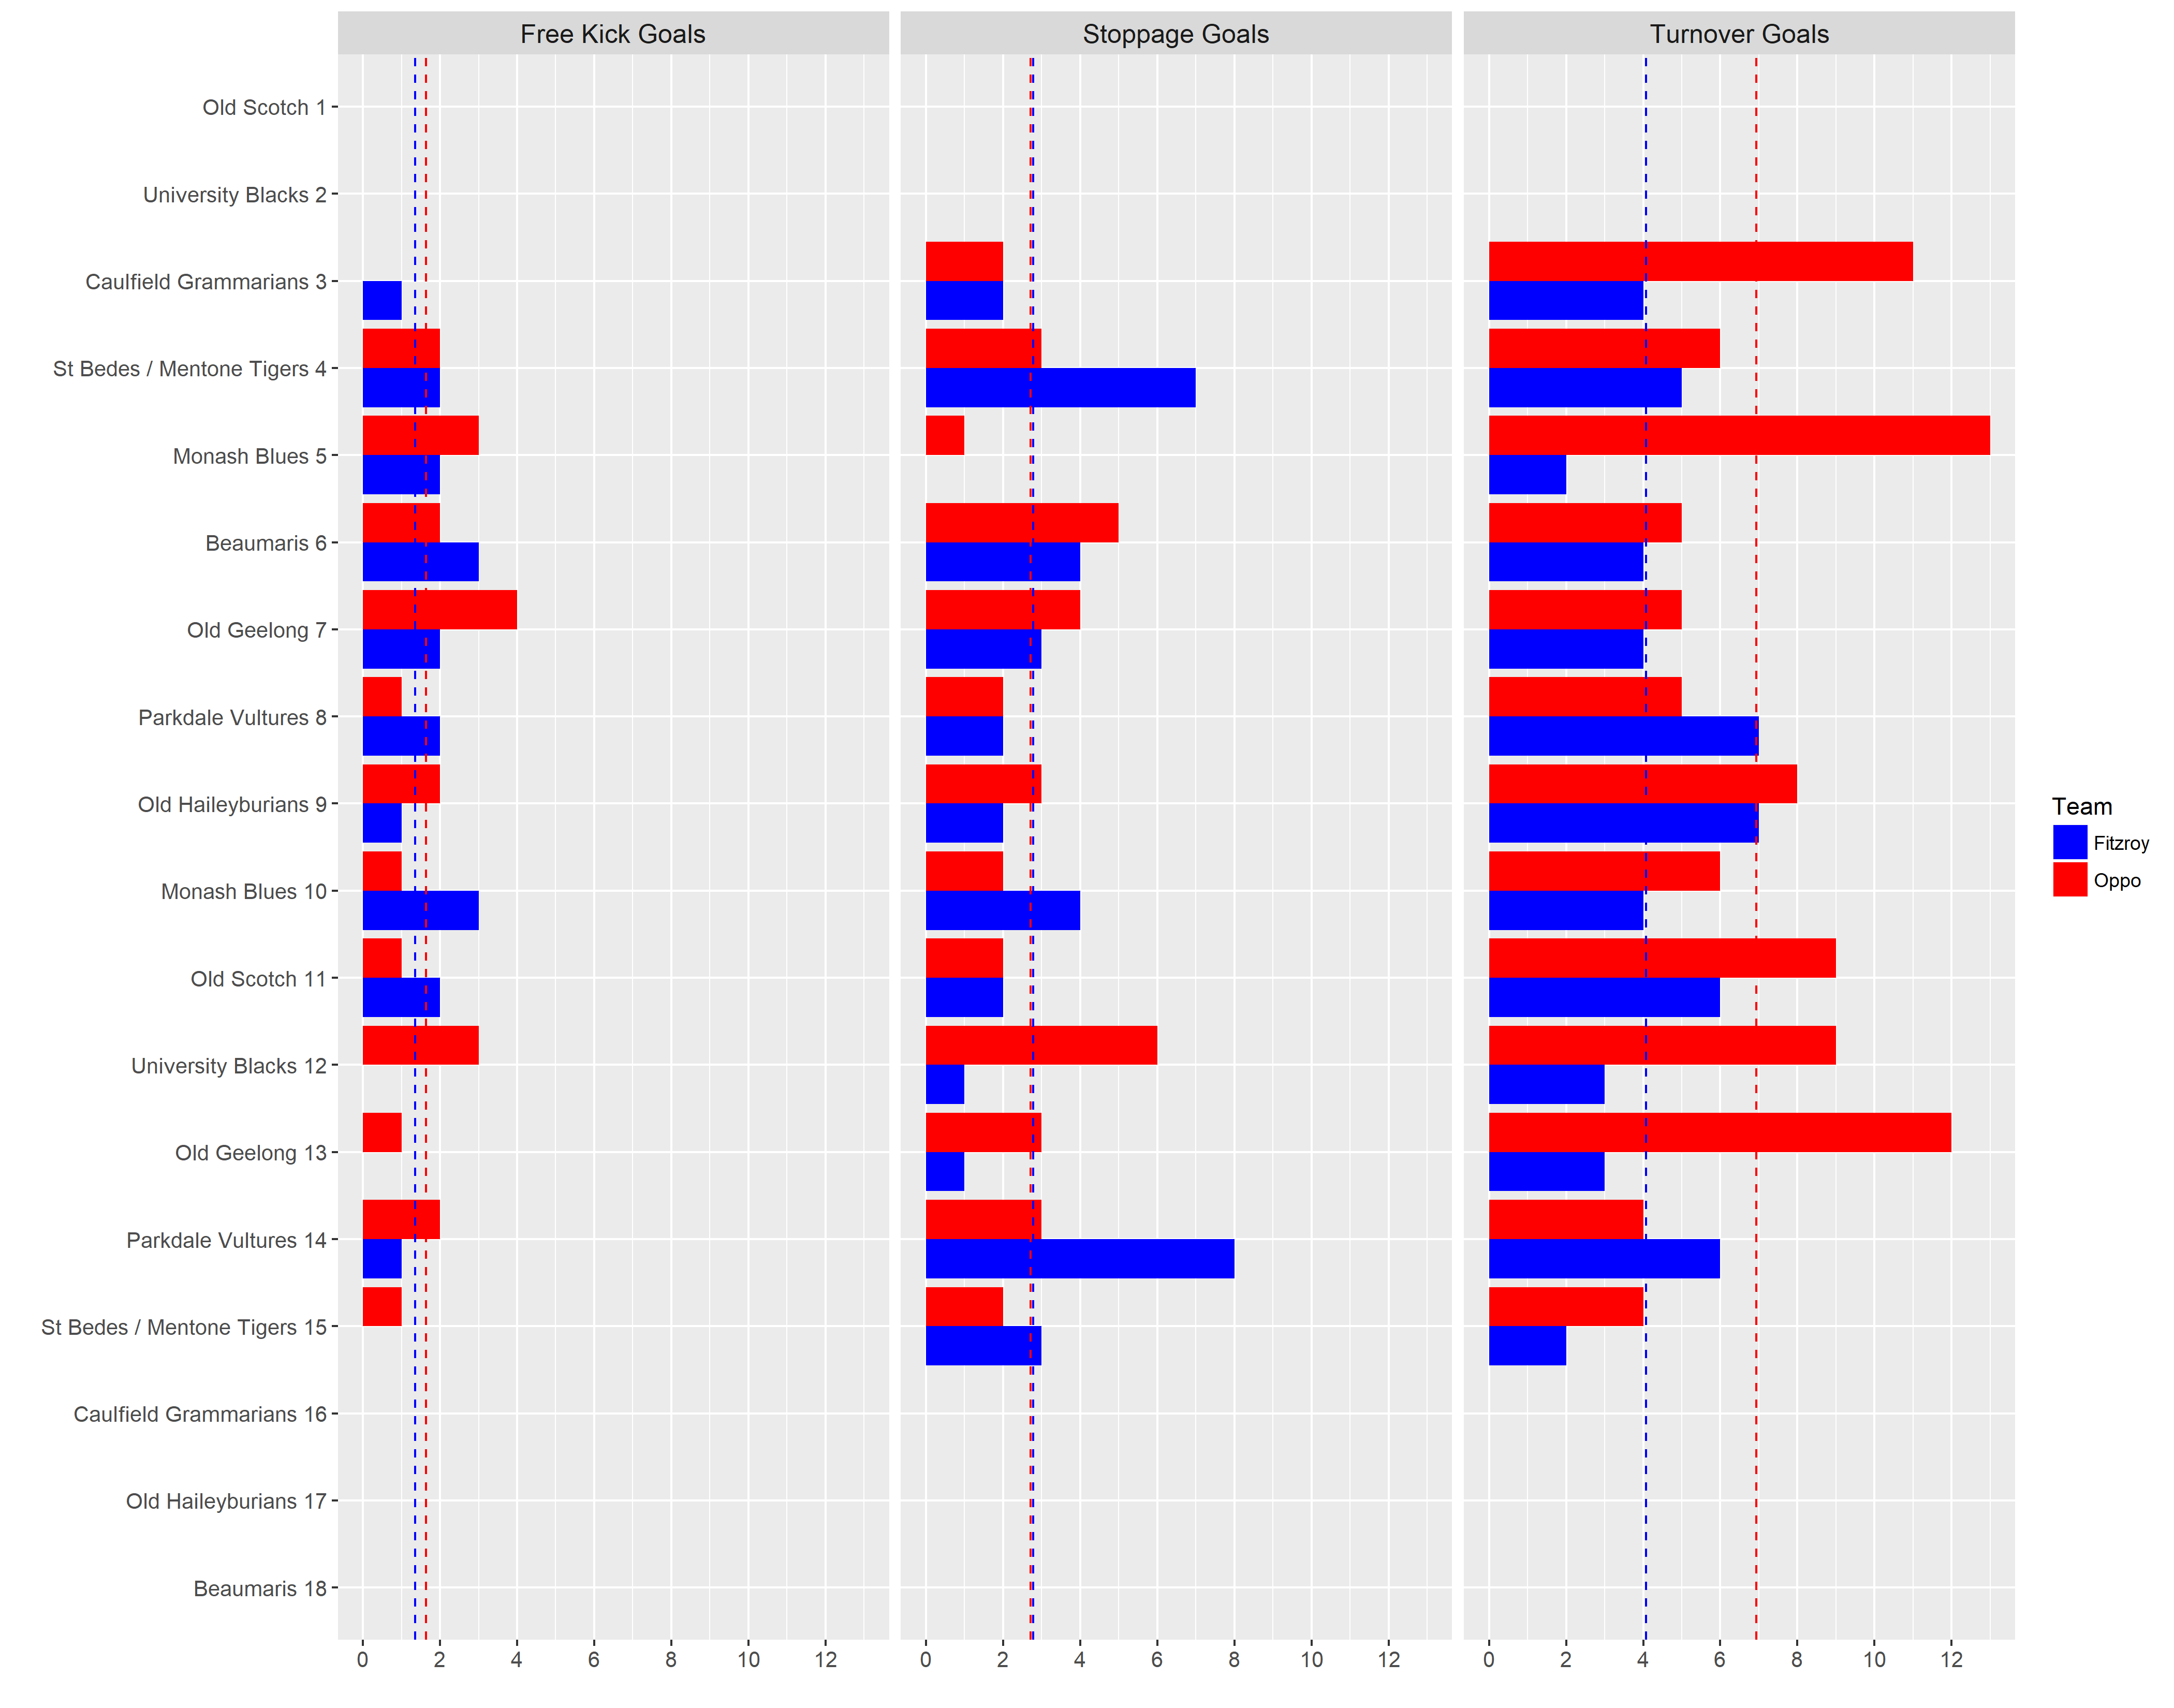 Free Kick Goals Stoppage Goals Turnover Goals
Old Scotch 1
University Blacks 2
Caulfield Grammarians 3
St Bedes / Mentone Tigers 4
Monash Blues 5
Beaumaris 6
Old Geelong 7
Parkdale Vultures 8
Old Haileyburians 9
Monash Blues 10
Old Scotch 11
University Blacks 12
Old Geelong 13
Parkdale Vultures 14
St Bedes / Mentone Tigers 15
Caulfield Grammarians 16
Old Haileyburians 17
Beaumaris 18
0 2 4 6 8 10 12 0 2 4 6 8 10 12 0 2 4 6 8 10 12
Team
Fitzroy
Oppo